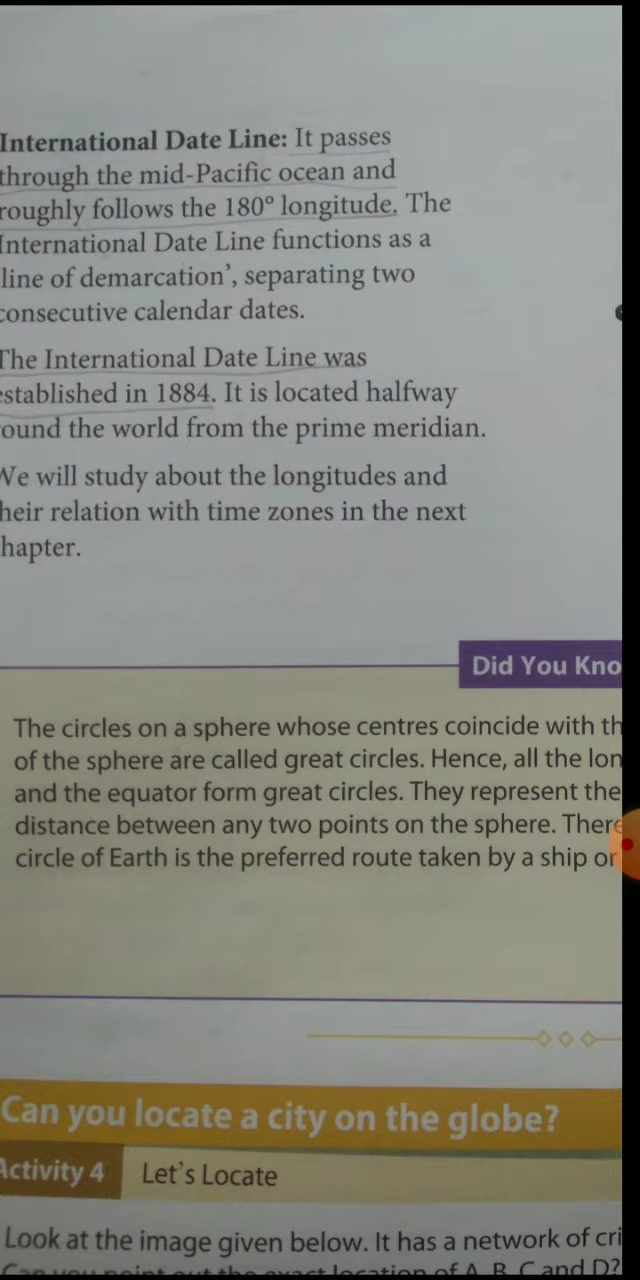 International Date Line: It passes
through the mid-Pacific ocean and
roughly follows the 180° longitude. The
International Date Line functions as a
line of demarcation’, separating two
consecutive calendar dates.
The International Date Line was
established in 1884. It is located halfway
ound the world from the prime meridian.
We will study about the longitudes and
heir relation with time zones in the next
hapter.
Did You Kno
The circles on a sphere whose centres coincide with th
of the sphere are called great circles. Hence, all the lon
and the equator form great circles. They represent the
distance between any two points on the sphere. There
circle of Earth is the preferred route taken by a ship or
Can you locate a city on the globe?
Activity 4 Let’s Locate
Look at the image given below. It has a network of cri
Can you point out the exact location of A, B, C and D?